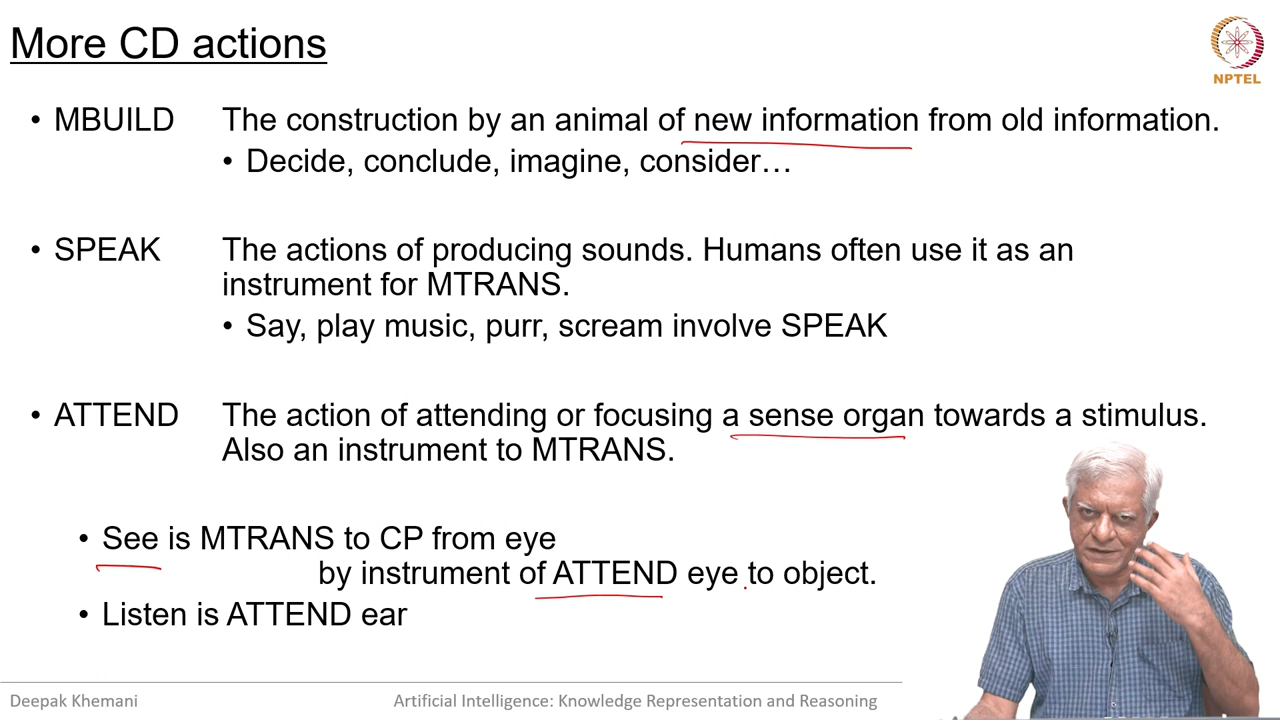 More CD actions
NPTEL
• MBUILD The construction by an animal of new information from old information.
• Decide, conclude, imagine, consider…
• SPEAK The actions of producing sounds. Humans often use it as an
instrument for MTRANS.
• Say, play music, purr, scream involve SPEAK
• ATTEND The action of attending or focusing a sense organ towards a stimulus.
Also an instrument to MTRANS.
• See is MTRANS to CP from eye
by instrument of ATTEND eye to object.
• Listen is ATTEND ear
Deepak Khemani Artificial Intelligence: Knowledge Representation and Reasoning